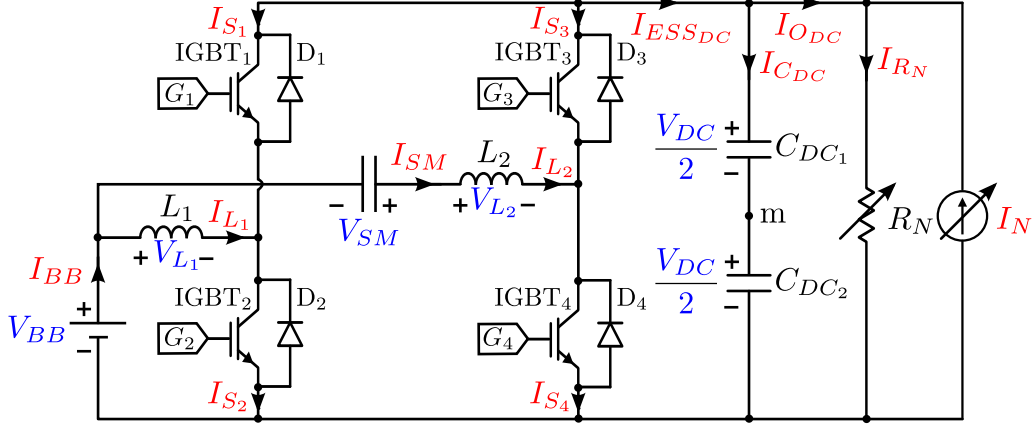 I_{S_1} I_{S_3} I_{ESS_{DC}} I_{O_{DC}}
IGBT_1 D_1 IGBT_3 D_3 I_{C_{DC}} I_{R_N}
G_1 G_3
+
V_{DC}/2 C_{DC_1}
−
I_{SM} L_2 I_{L_2}
− + + V_{L_2} −
V_{SM}
L_1 I_{L_1} m R_N I_N
+ V_{L_1} −
I_{BB}
+
V_{DC}/2 C_{DC_2}
−
IGBT_2 D_2 IGBT_4 D_4
+
V_{BB} G_2 G_4
−
I_{S_2} I_{S_4}